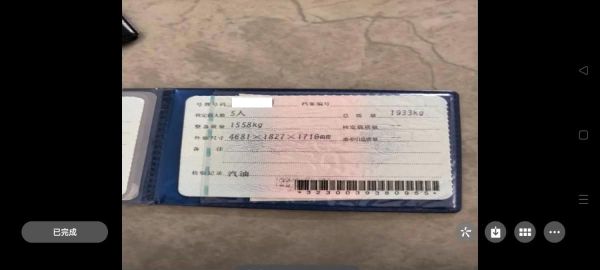 号牌号码 档案编号
核定载人数 5人 总质量 1933kg
整备质量 1558kg 核定载质量 --
外廓尺寸 4681×1827×1710mm 准牵引总质量 --
备注
检验记录 汽油
*3230039380955*
已完成